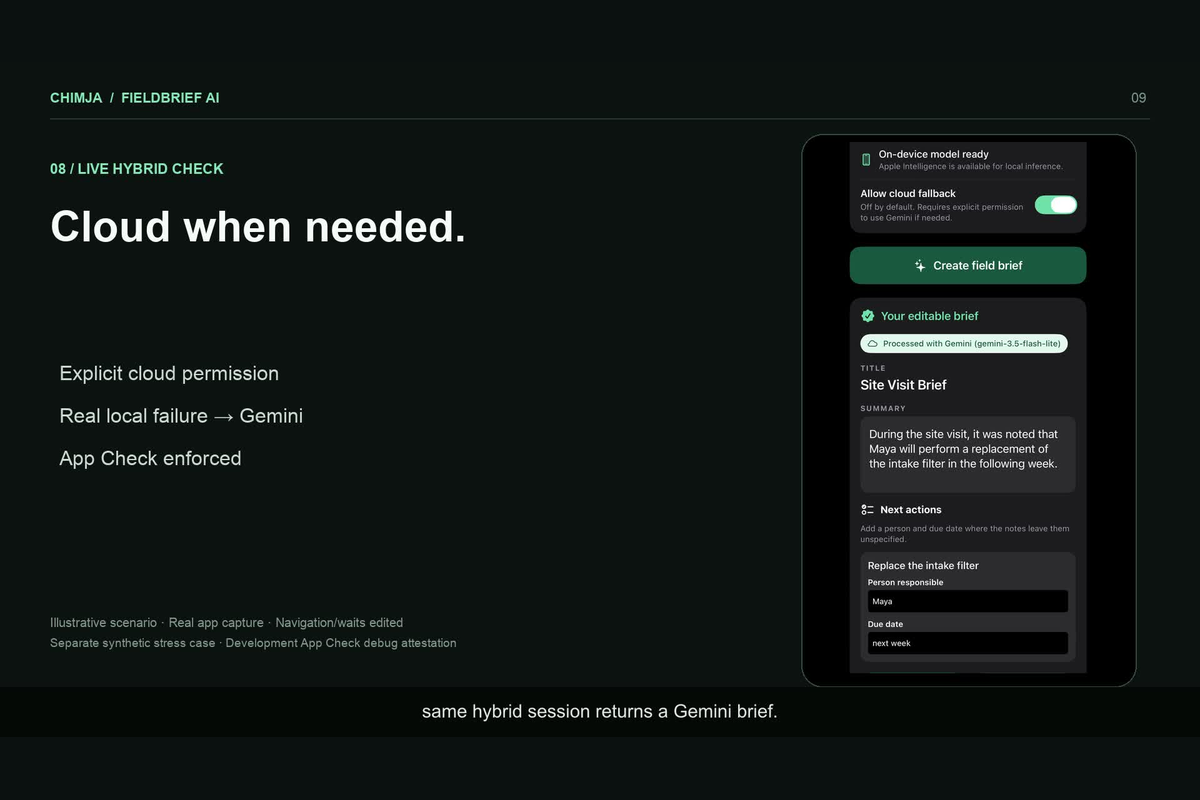 CHIMJA / FIELDBRIEF AI
09
08 / LIVE HYBRID CHECK
Cloud when needed.
Explicit cloud permission
Real local failure → Gemini
App Check enforced
Illustrative scenario · Real app capture · Navigation/waits edited
Separate synthetic stress case · Development App Check debug attestation
On-device model ready
Apple Intelligence is available for local inference.
Allow cloud fallback
Off by default. Requires explicit permission
to use Gemini if needed.
Create field brief
Your editable brief
Processed with Gemini (gemini-3.5-flash-lite)
TITLE
Site Visit Brief
SUMMARY
During the site visit, it was noted that
Maya will perform a replacement of
the intake filter in the following week.
Next actions
Add a person and due date where the notes leave them
unspecified.
Replace the intake filter
Person responsible
Maya
Due date
next week
same hybrid session returns a Gemini brief.